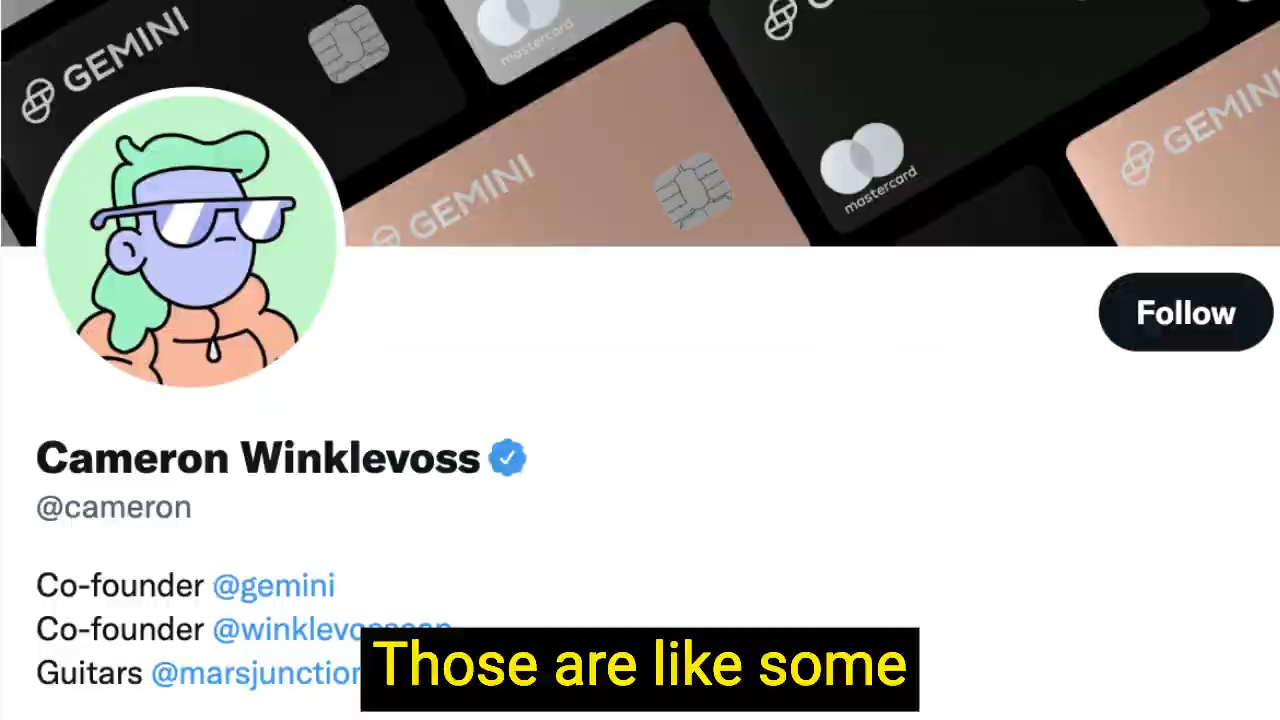 GEMINI
mastercard
GEMINI
mastercard
GEMINI
Follow
Cameron Winklevoss
@cameron
Co-founder @gemini
Co-founder
Guitars @marsjunction
Those are like some